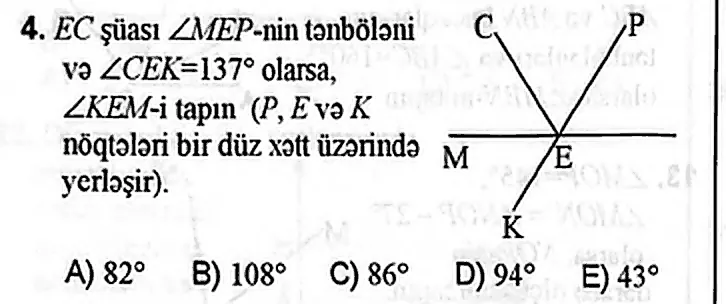 4. EC şüası ∠MEP-nin tənböləni
və ∠CEK=137° olarsa,
∠KEM-i tapın (P, E və K
nöqtələri bir düz xətt üzərində
yerləşir).
C P
M E
K
A) 82° B) 108° C) 86° D) 94° E) 43°